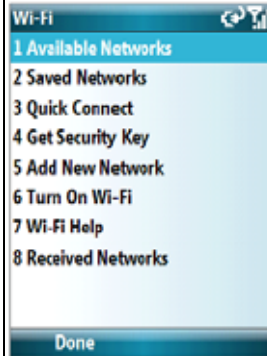 Wi-Fi
1 Available Networks
2 Saved Networks
3 Quick Connect
4 Get Security Key
5 Add New Network
6 Turn On Wi-Fi
7 Wi-Fi Help
8 Received Networks
Done